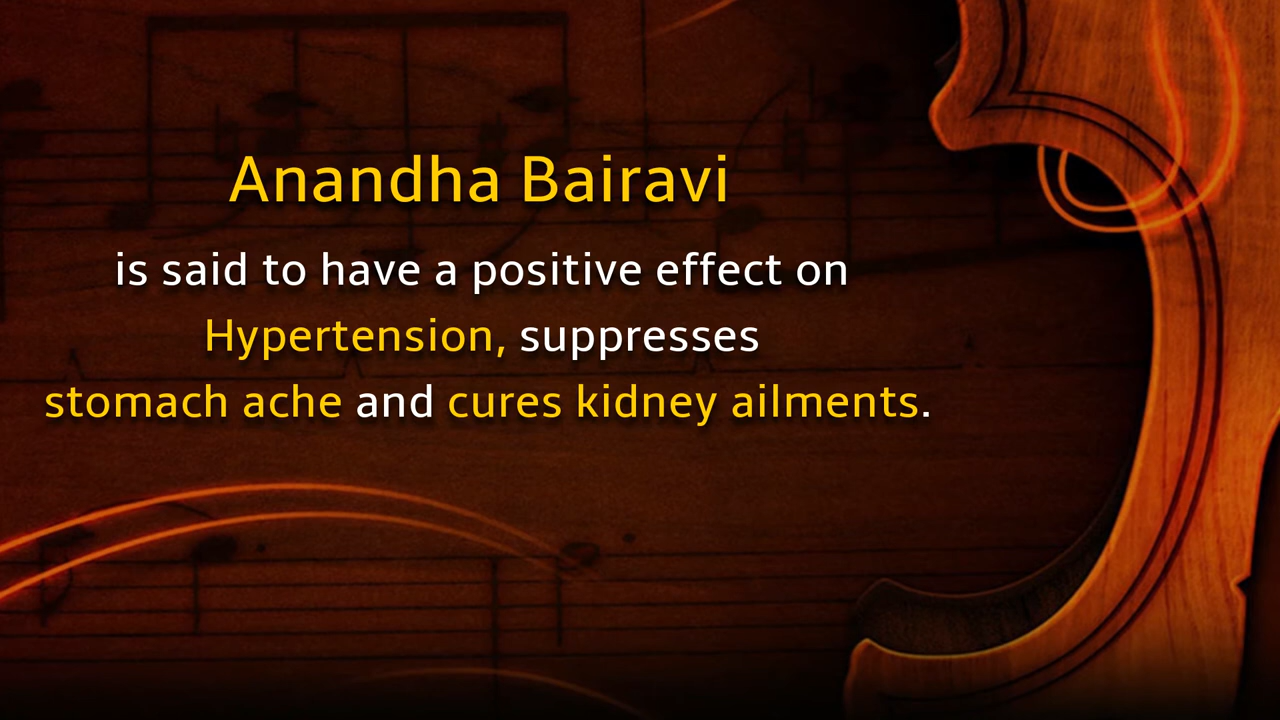 Anandha Bairavi
is said to have a positive effect on
Hypertension, suppresses
stomach ache and cures kidney ailments.